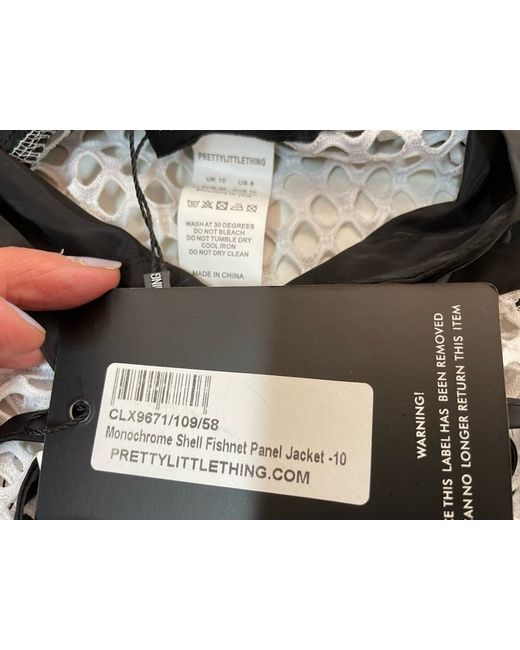 PRETTYLITTLETHING
UK 10 US 6
WASH AT 30 DEGREES
DO NOT BLEACH
DO NOT TUMBLE DRY
COOL IRON
DO NOT DRY CLEAN
MADE IN CHINA
CLX9671/109/58
Monochrome Shell Fishnet Panel Jacket -10
PRETTYLITTLETHING.COM
WARNING!
THIS LABEL HAS BEEN REMOVED
CAN NO LONGER RETURN THIS ITEM